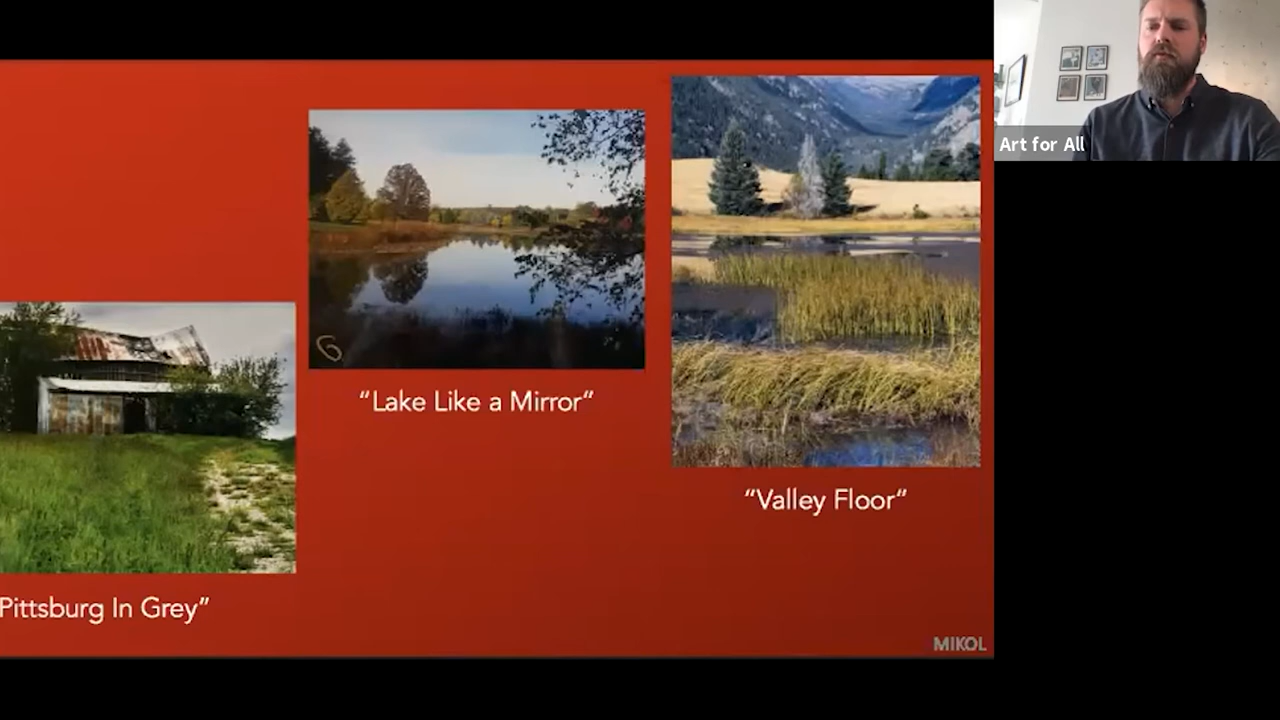 Art for All
“Lake Like a Mirror”
“Valley Floor”
Pittsburg In Grey”
G
MIKOL